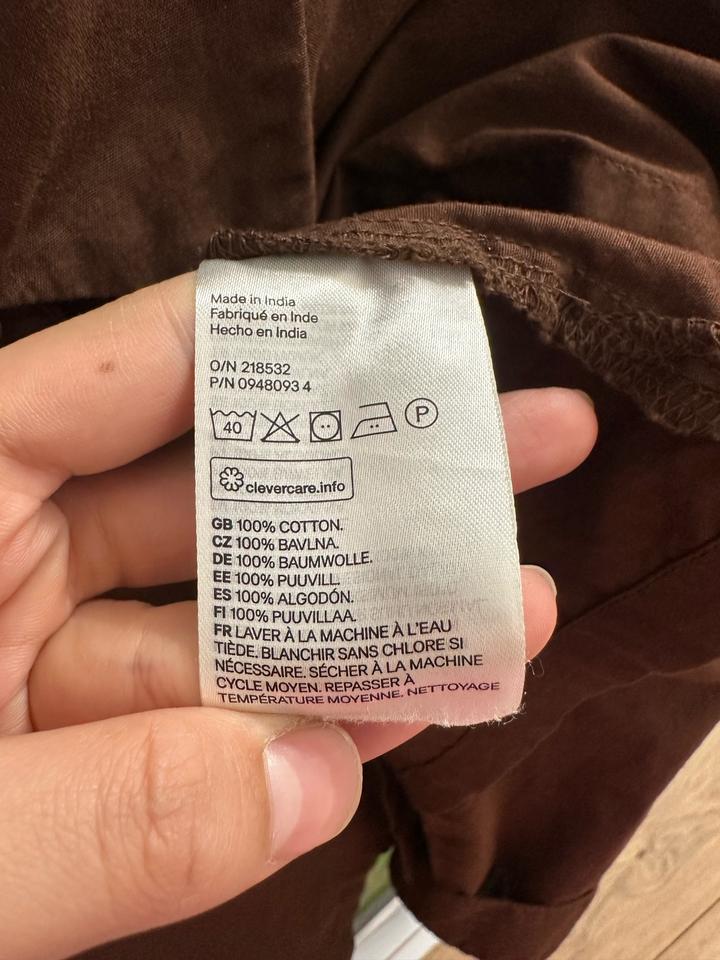 Made in India
Fabriqué en Inde
Hecho en India
O/N 218532
P/N 0948093 4
40 P
clevercare.info
GB 100% COTTON.
CZ 100% BAVLNA.
DE 100% BAUMWOLLE.
EE 100% PUUVILL.
ES 100% ALGODÓN.
FI 100% PUUVILLAA.
FR LAVER À LA MACHINE À L'EAU
TIÈDE. BLANCHIR SANS CHLORE SI
NÉCESSAIRE. SÉCHER À LA MACHINE
CYCLE MOYEN. REPASSER À
TEMPÉRATURE MOYENNE. NETTOYAGE